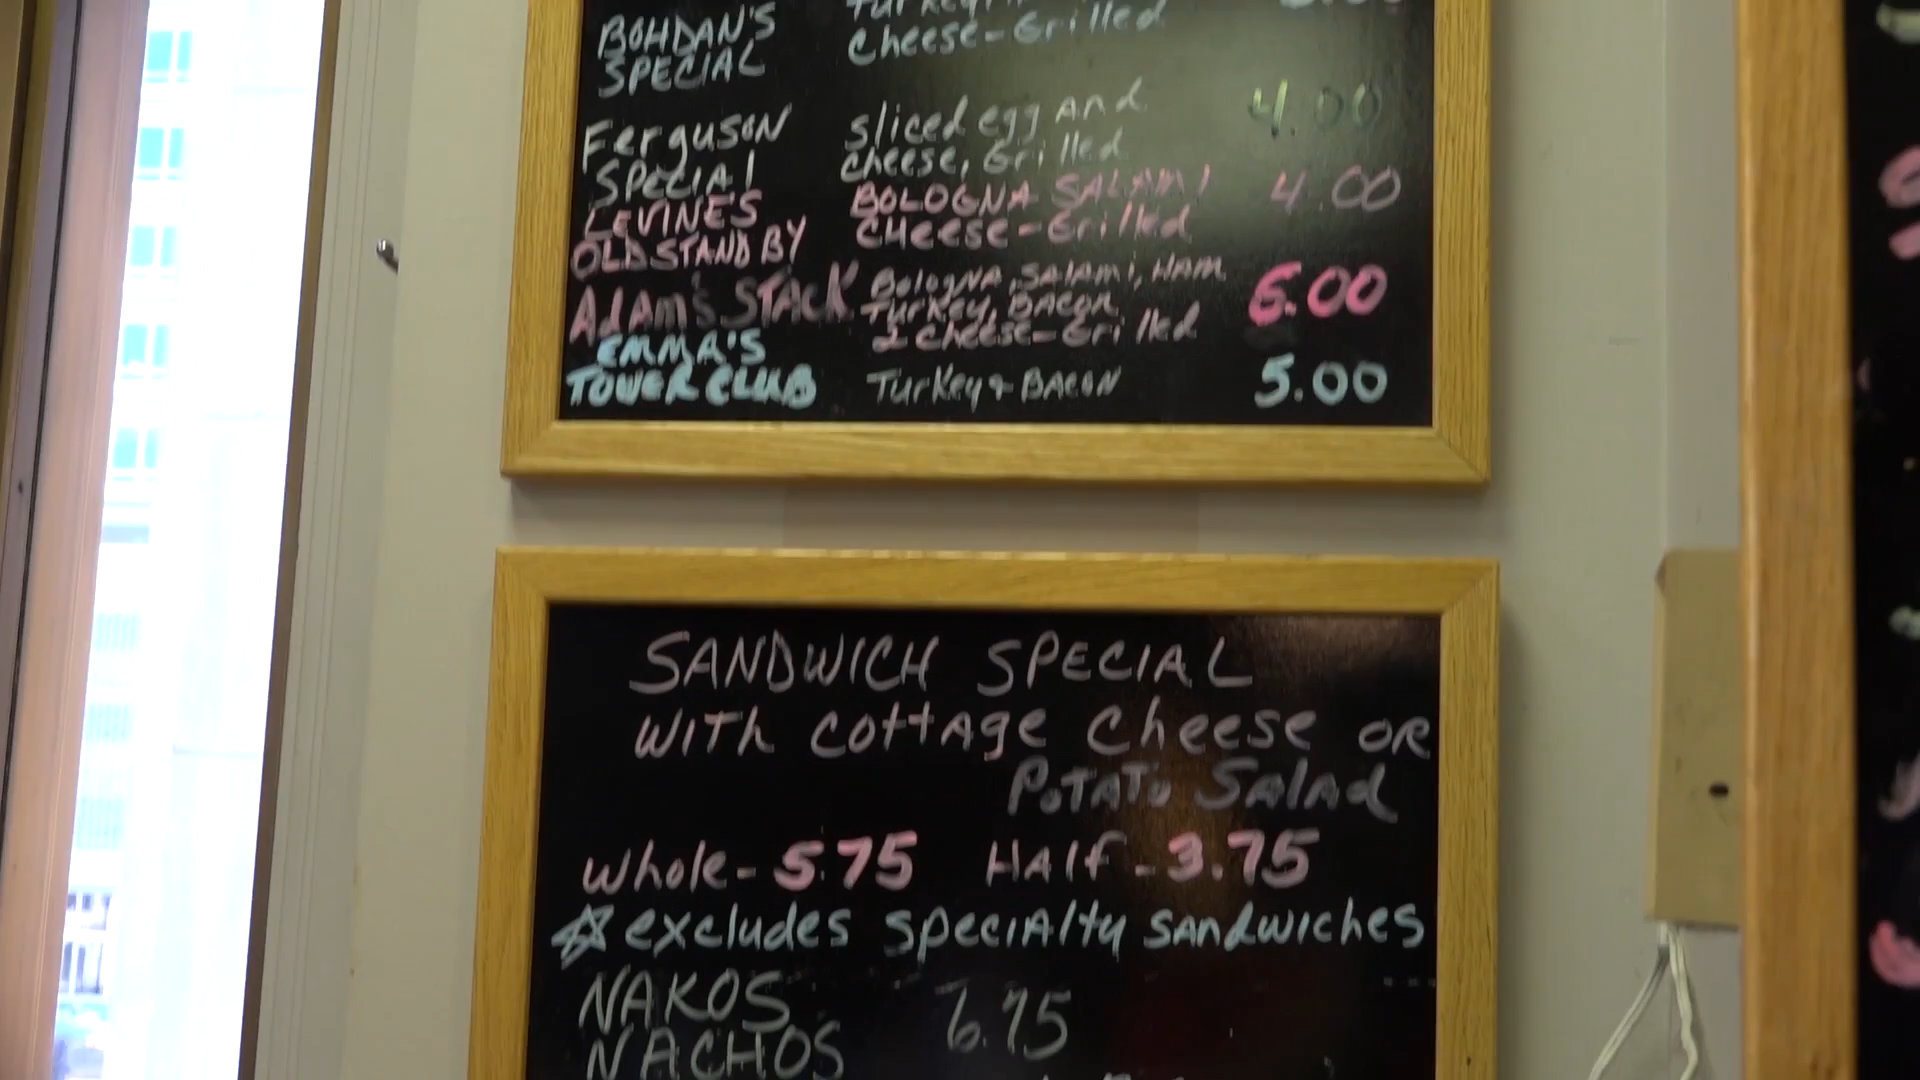 BOHDAN'S
SPECIAL
Cheese-Grilled
Ferguson
SPECIAL
sliced egg and
cheese, Grilled
4.00
LEVINE'S
OLD STAND BY
BOLOGNA SALAMI
CHeese-Grilled
4.00
AdAm's STACK
BologNA, SAlAmi, HAM
Turkey, BACON
2 Cheese-Grilled
6.00
EMMA'S
TOWER CLUB
Turkey & BACON
5.00
SANDWICH SPECIAL
WITH COTTAGE CHEESE OR
POTATO SALAd
Whole - 5.75 HALF - 3.75
☆ excludes specIAlty SANdwiches
NAKOS
NACHOS
6.75